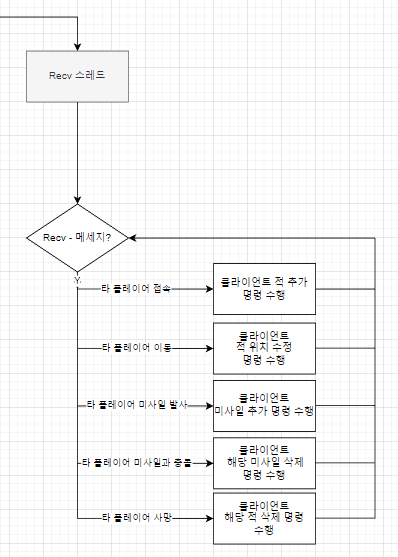 Recv 스레드
Recv - 메세지?
Y
타 플레이어 접속
클라이언트 적 추가
명령 수행
타 플레이어 이동
클라이언트
적 위치 수정
명령 수행
타 플레이어 미사일 발사
클라이언트
미사일 추가 명령 수행
타 플레이어 미사일과 충돌
클라이언트
해당 미사일 삭제
명령 수행
타 플레이어 사망
클라이언트
해당 적 삭제 명령
수행